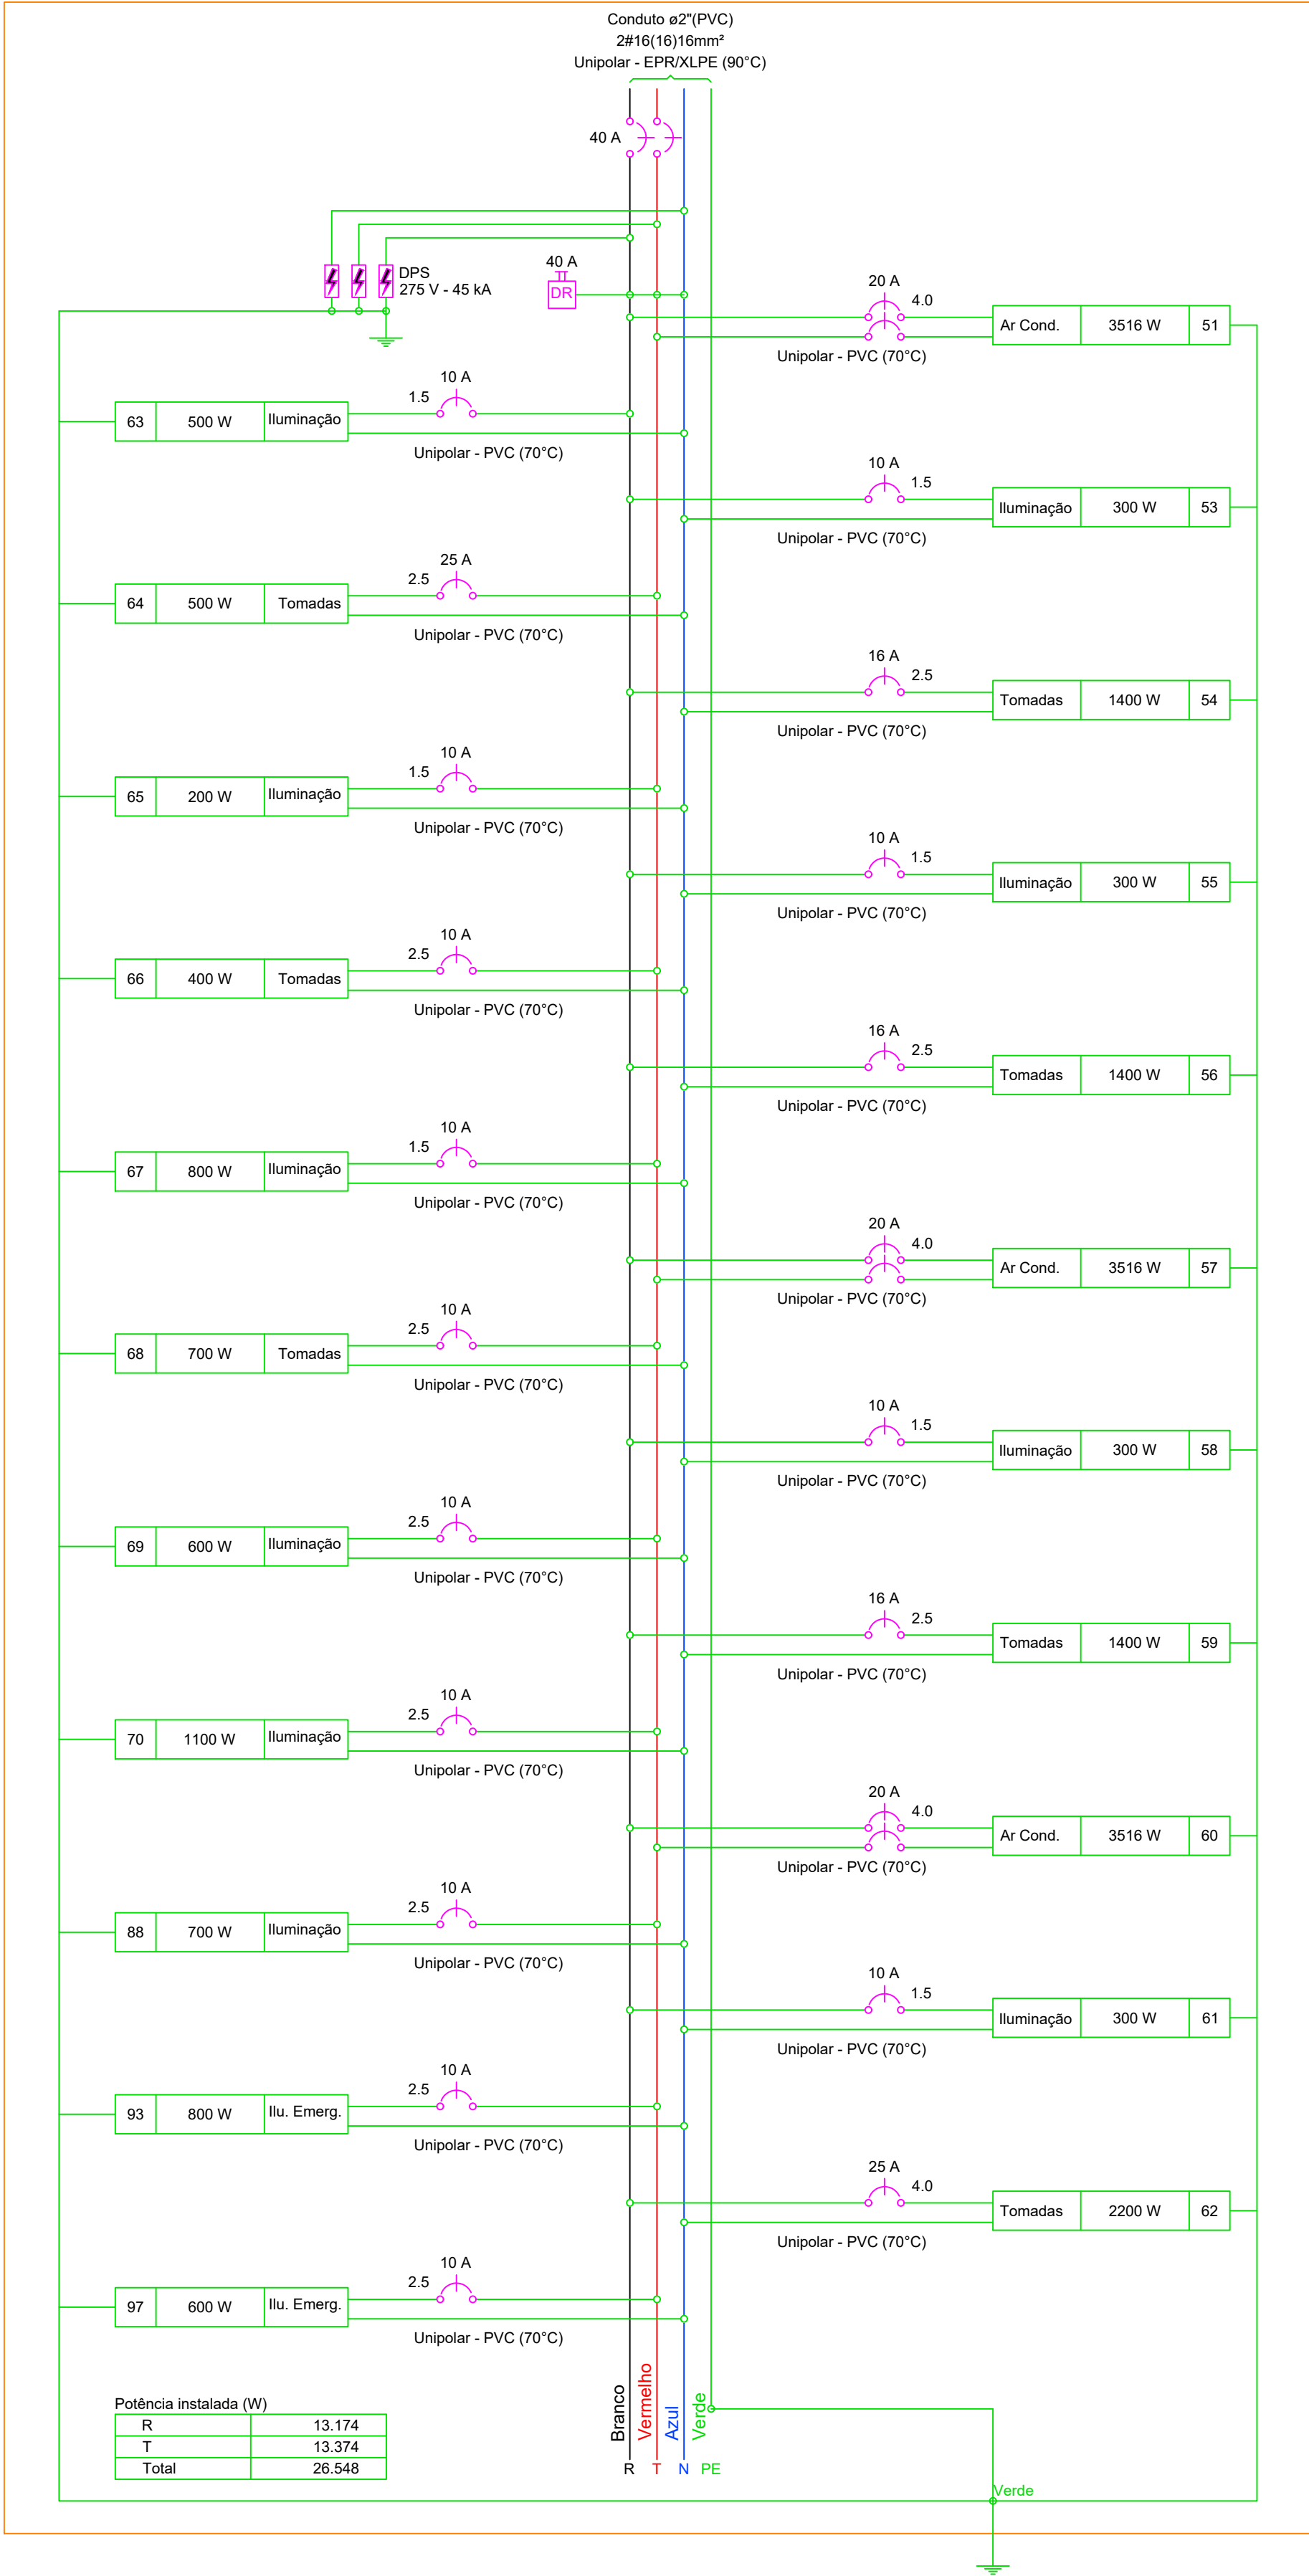 Conduto ø2"(PVC)
2#16(16)16mm²
Unipolar - EPR/XLPE (90°C)
40 A
DPS
275 V - 45 kA
40 A
DR
20 A
4.0
Ar Cond. 3516 W 51
Unipolar - PVC (70°C)
10 A
1.5
63 500 W Iluminação
Unipolar - PVC (70°C)
10 A
1.5
Iluminação 300 W 53
Unipolar - PVC (70°C)
25 A
2.5
64 500 W Tomadas
Unipolar - PVC (70°C)
16 A
2.5
Tomadas 1400 W 54
Unipolar - PVC (70°C)
10 A
1.5
65 200 W Iluminação
Unipolar - PVC (70°C)
10 A
1.5
Iluminação 300 W 55
Unipolar - PVC (70°C)
10 A
2.5
66 400 W Tomadas
Unipolar - PVC (70°C)
16 A
2.5
Tomadas 1400 W 56
Unipolar - PVC (70°C)
10 A
1.5
67 800 W Iluminação
Unipolar - PVC (70°C)
20 A
4.0
Ar Cond. 3516 W 57
Unipolar - PVC (70°C)
10 A
2.5
68 700 W Tomadas
Unipolar - PVC (70°C)
10 A
1.5
Iluminação 300 W 58
Unipolar - PVC (70°C)
10 A
2.5
69 600 W Iluminação
Unipolar - PVC (70°C)
16 A
2.5
Tomadas 1400 W 59
Unipolar - PVC (70°C)
10 A
2.5
70 1100 W Iluminação
Unipolar - PVC (70°C)
20 A
4.0
Ar Cond. 3516 W 60
Unipolar - PVC (70°C)
10 A
2.5
88 700 W Iluminação
Unipolar - PVC (70°C)
10 A
1.5
Iluminação 300 W 61
Unipolar - PVC (70°C)
10 A
2.5
93 800 W Ilu. Emerg.
Unipolar - PVC (70°C)
25 A
4.0
Tomadas 2200 W 62
Unipolar - PVC (70°C)
10 A
2.5
97 600 W Ilu. Emerg.
Unipolar - PVC (70°C)
Potência instalada (W)
R 13.174
T 13.374
Total 26.548
Branco
Vermelho
Azul
Verde
R T N PE
Verde